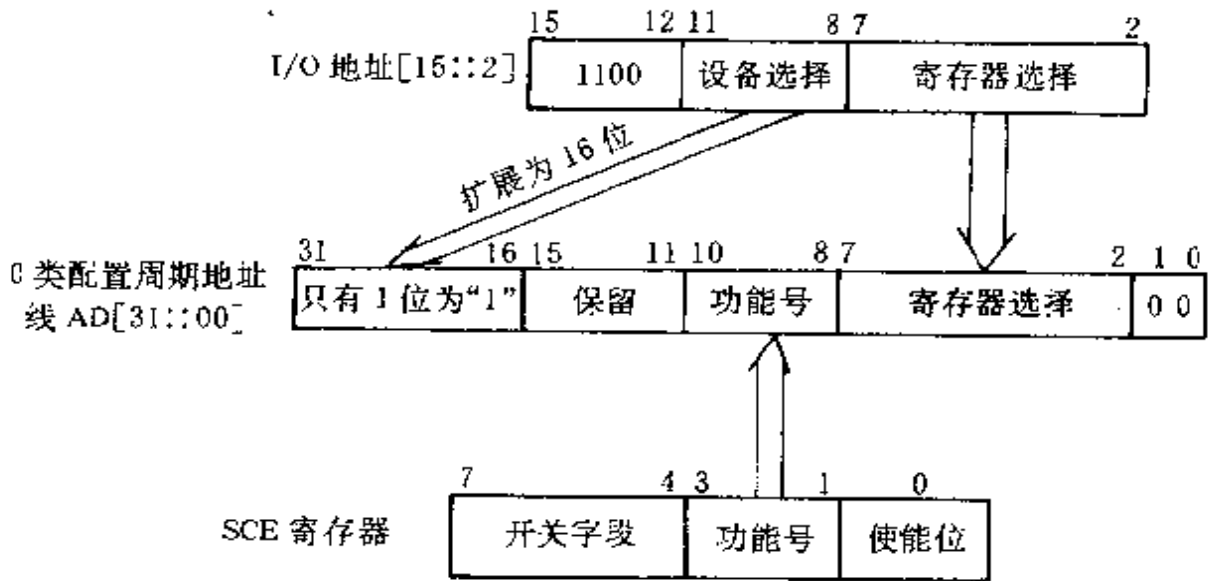 15 12 11 8 7 2
I/O 地址[15::2] 1100 设备选择 寄存器选择
扩展为 16 位
31 16 15 11 10 8 7 2 1 0
0 类配置周期地址 只有 1 位为“1” 保留 功能号 寄存器选择 0 0
线 AD[31::00]
7 4 3 1 0
SCE 寄存器 开关字段 功能号 使能位